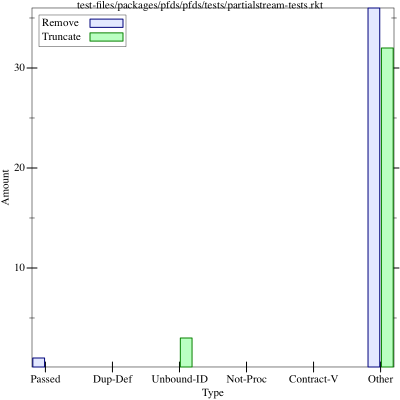 test-files/packages/pfds/pfds/tests/partialstream-tests.rkt
Remove
Truncate
30
20
10
Amount
Passed Dup-Def Unbound-ID Not-Proc Contract-V Other
Type